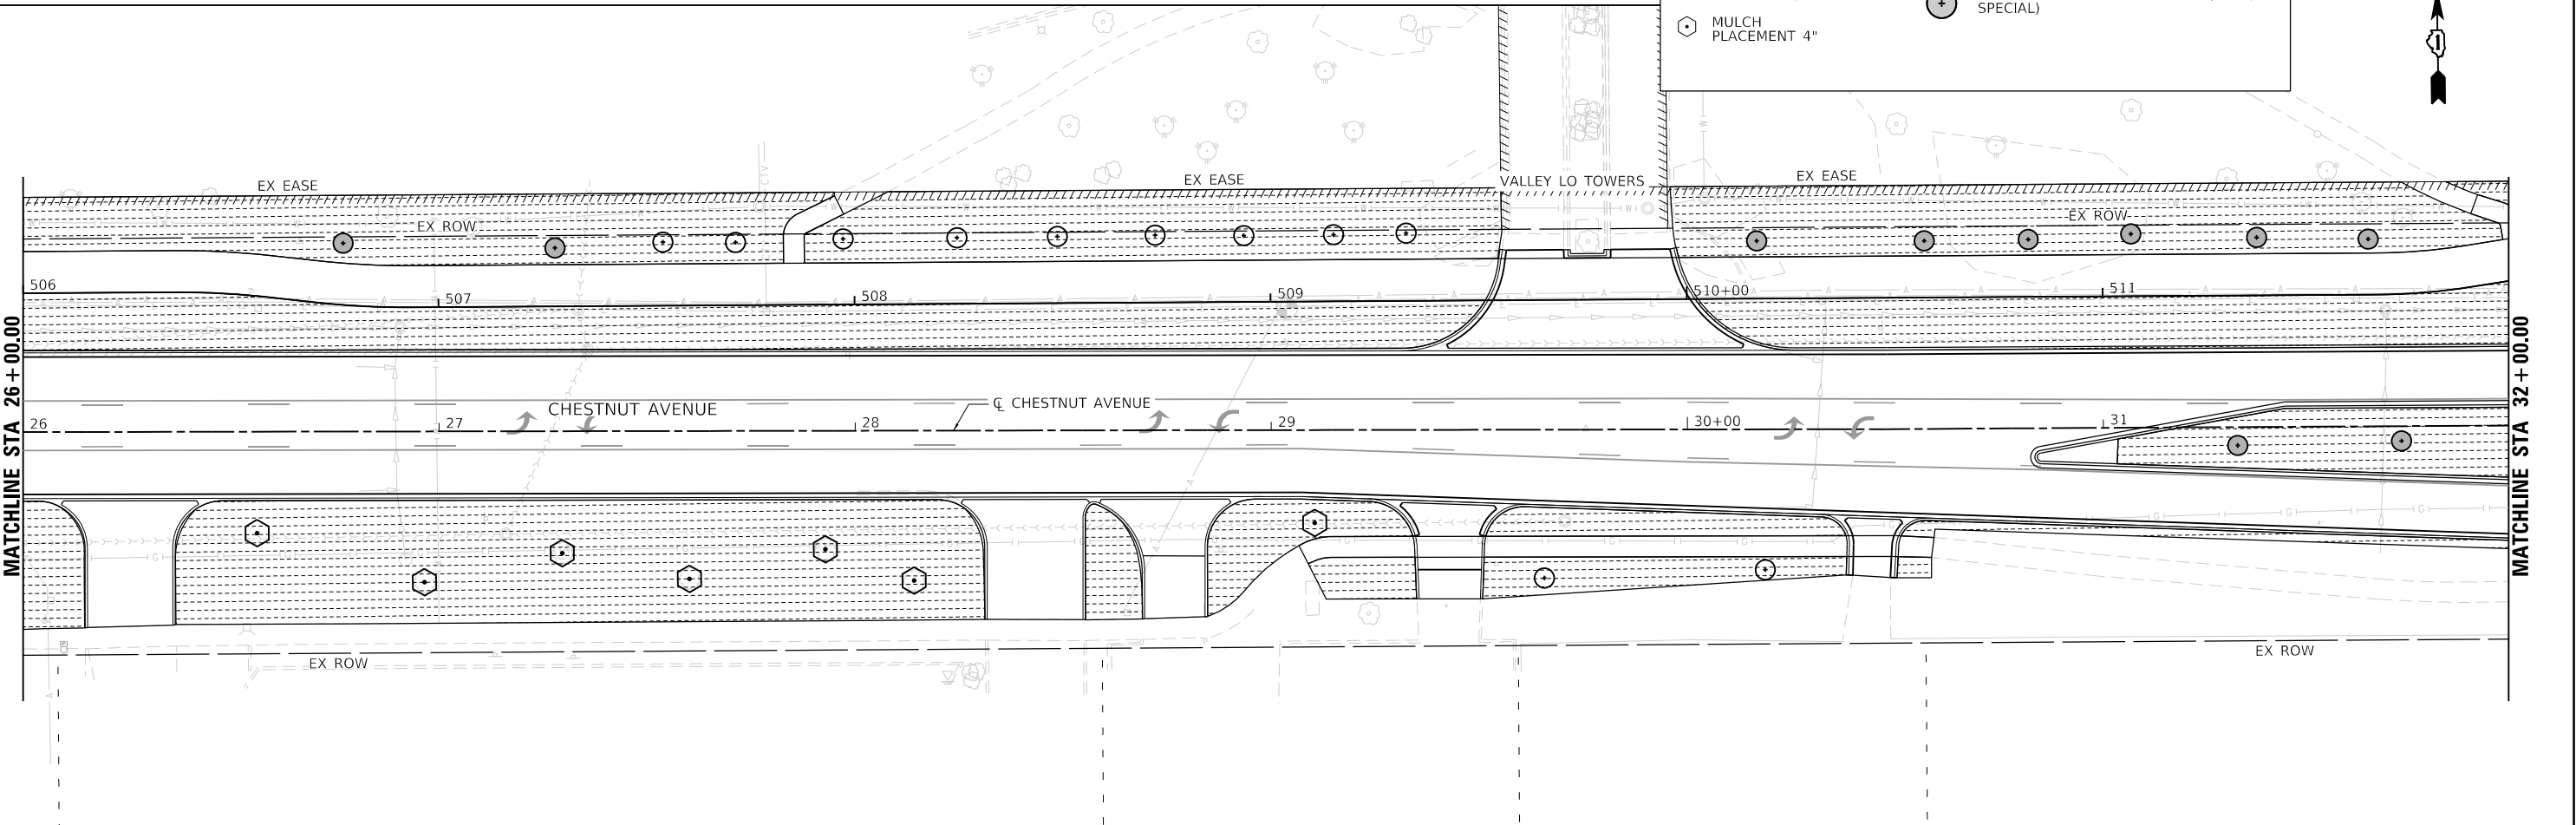 SPECIAL)
MULCH
PLACEMENT 4"
EX EASE
EX EASE
VALLEY LO TOWERS
EX EASE
EX ROW
EX ROW
CTV
506
507
508
509
510+00
511
MATCHLINE STA 26+00.00
MATCHLINE STA 32+00.00
CHESTNUT AVENUE
℄ CHESTNUT AVENUE
26
27
28
29
30+00
31
EX ROW
EX ROW